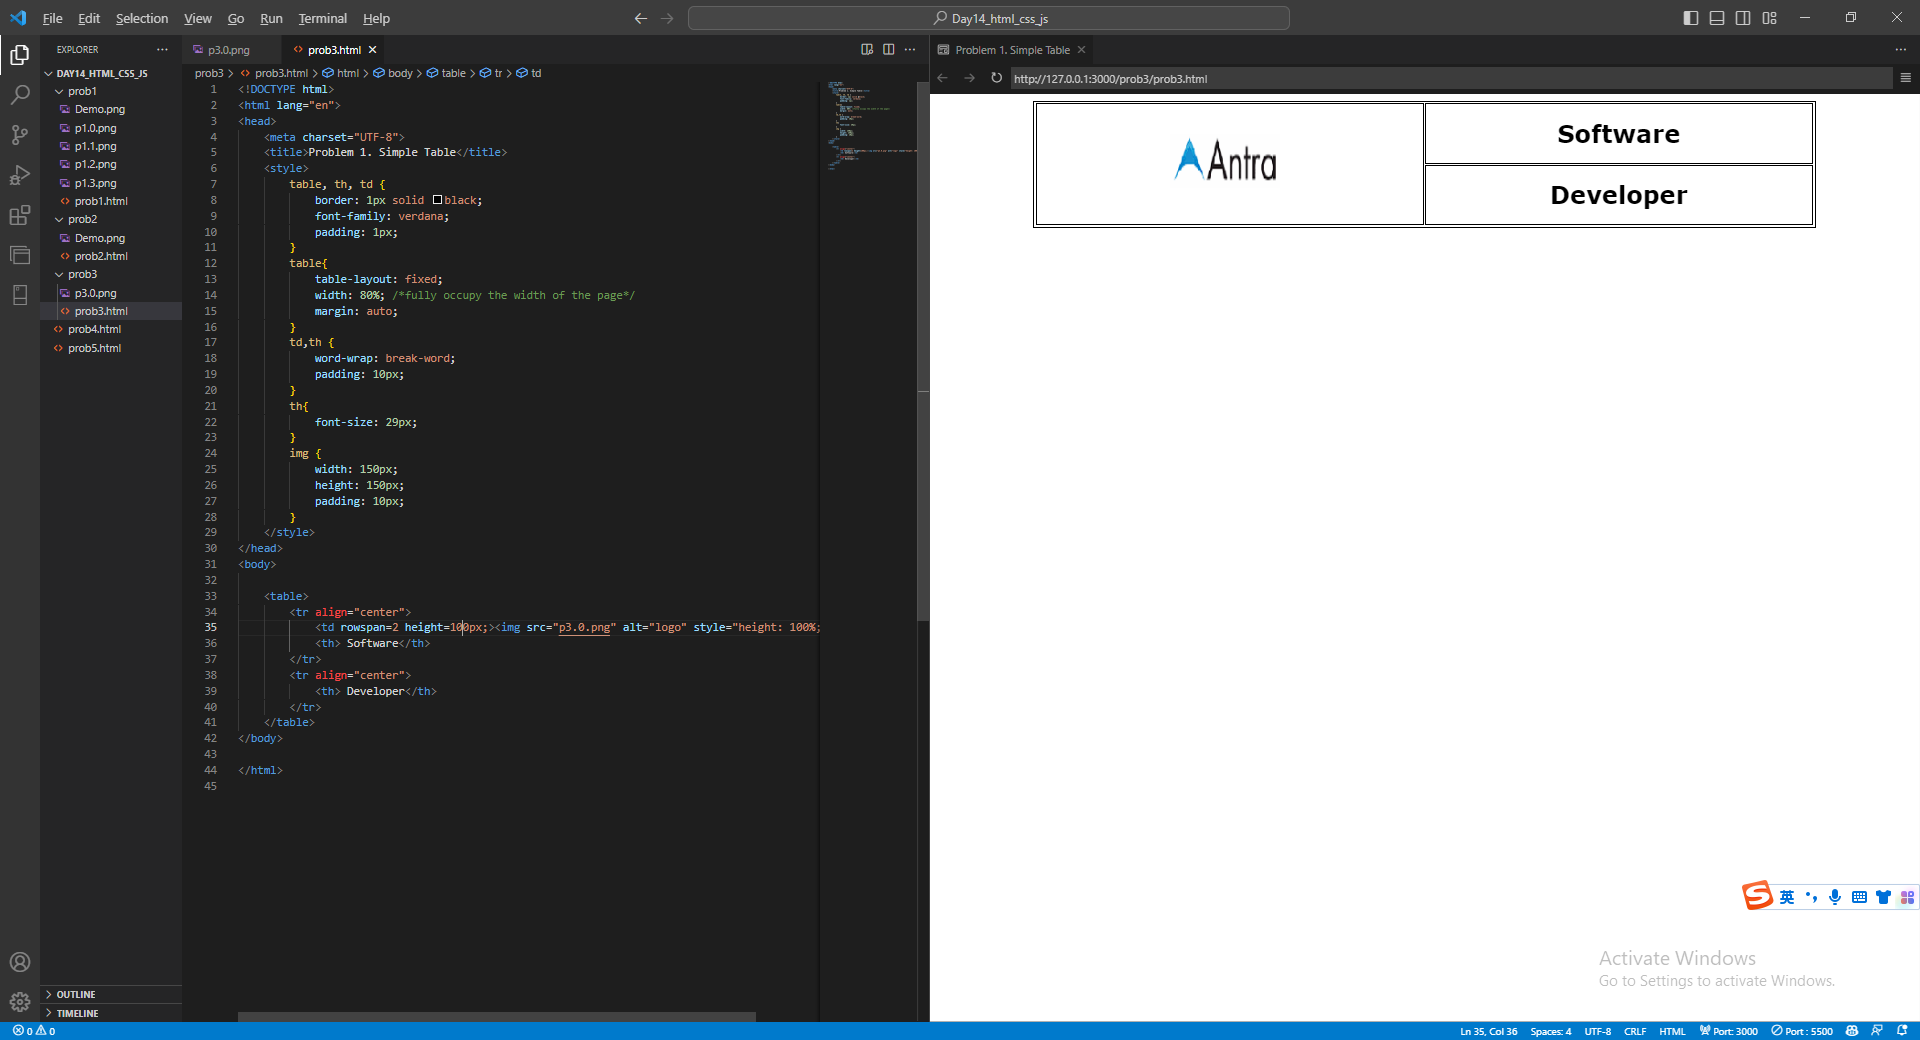 File Edit Selection View Go Run Terminal Help
Day14_html_css_js
EXPLORER
DAY14_HTML_CSS_JS
prob1
Demo.png
p1.0.png
p1.1.png
p1.2.png
p1.3.png
prob1.html
prob2
Demo.png
prob2.html
prob3
p3.0.png
prob3.html
prob4.html
prob5.html
OUTLINE
TIMELINE
p3.0.png
prob3.html
prob3 > prob3.html > html > body > table > tr > td
1 <!DOCTYPE html>
2 <html lang="en">
3 <head>
4 <meta charset="UTF-8">
5 <title>Problem 1. Simple Table</title>
6 <style>
7 table, th, td {
8 border: 1px solid black;
9 font-family: verdana;
10 padding: 1px;
11 }
12 table{
13 table-layout: fixed;
14 width: 80%; /*fully occupy the width of the page*/
15 margin: auto;
16 }
17 td,th {
18 word-wrap: break-word;
19 padding: 10px;
20 }
21 th{
22 font-size: 29px;
23 }
24 img {
25 width: 150px;
26 height: 150px;
27 padding: 10px;
28 }
29 </style>
30 </head>
31 <body>
32
33 <table>
34 <tr align="center">
35 <td rowspan=2 height=100px;><img src="p3.0.png" alt="logo" style="height: 100%;
36 <th> Software</th>
37 </tr>
38 <tr align="center">
39 <th> Developer</th>
40 </tr>
41 </table>
42 </body>
43
44 </html>
45
Problem 1. Simple Table
http://127.0.0.1:3000/prob3/prob3.html
Antra
Software
Developer
英
Activate Windows
Go to Settings to activate Windows.
0 0
Ln 35, Col 36 Spaces: 4 UTF-8 CRLF HTML Port: 3000 Port : 5500